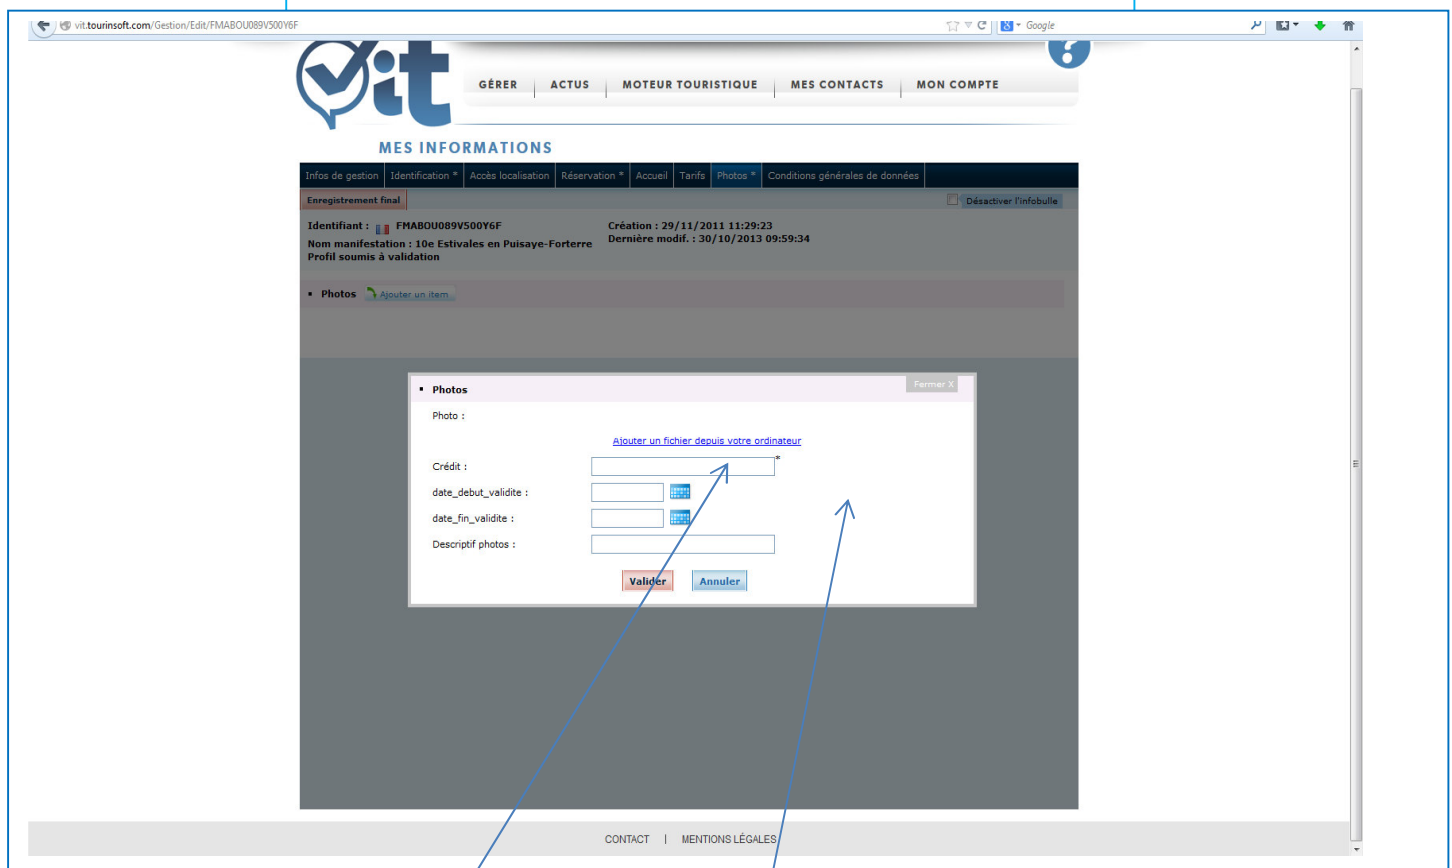 vit.tourinsoft.com/Gestion/Edit/FMABOU089V500Y6F
Google
Vit
?
GÉRER | ACTUS | MOTEUR TOURISTIQUE | MES CONTACTS | MON COMPTE
MES INFORMATIONS
Infos de gestion Identification * Accès localisation Réservation * Accueil Tarifs Photos * Conditions générales de données
Enregistrement final Désactiver l'infobulle
Identifiant : FMABOU089V500Y6F Création : 29/11/2011 11:29:23
Nom manifestation : 10e Estivales en Puisaye-Forterre Dernière modif. : 30/10/2013 09:59:34
Profil soumis à validation
Photos Ajouter un item
Photos Fermer X
Photo :
Ajouter un fichier depuis votre ordinateur
Crédit : *
date_debut_validite :
date_fin_validite :
Descriptif photos :
Valider Annuler
CONTACT | MENTIONS LÉGALES